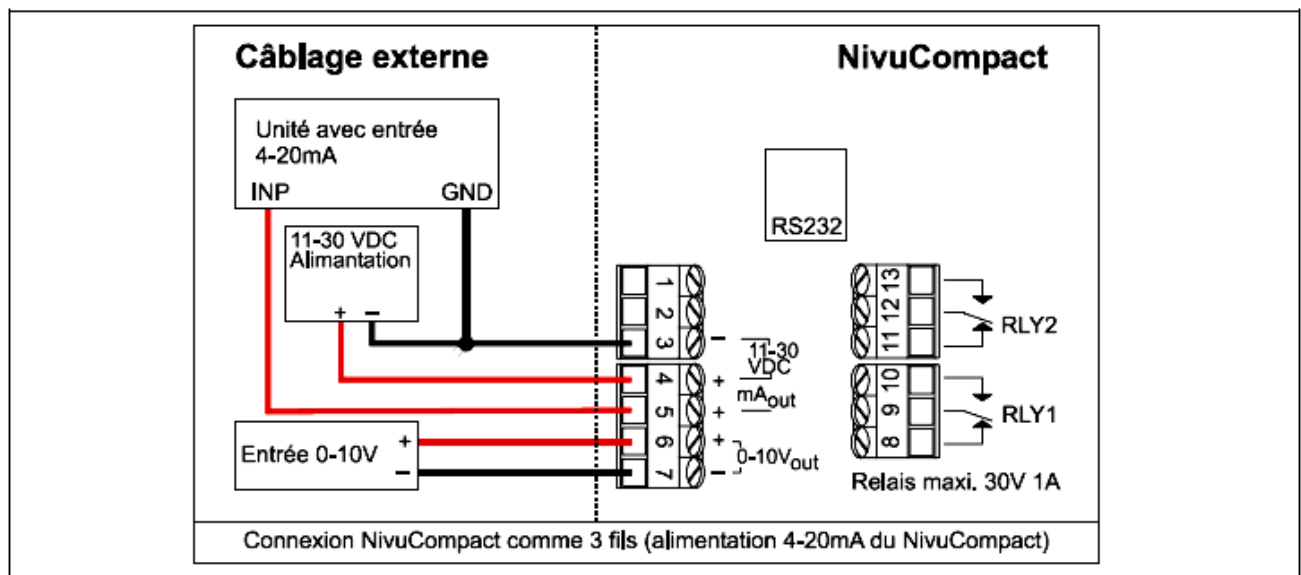 Câblage externe
NivuCompact
Unité avec entrée
4-20mA
INP GND
11-30 VDC
Alimantation
+ −
RS232
1
2
3
−
11-30
VDC
4
+
mAout
5
+
6
+
0-10Vout
7
−
Entrée 0-10V
+
−
13
12
11
RLY2
10
9
8
RLY1
Relais maxi. 30V 1A
Connexion NivuCompact comme 3 fils (alimentation 4-20mA du NivuCompact)